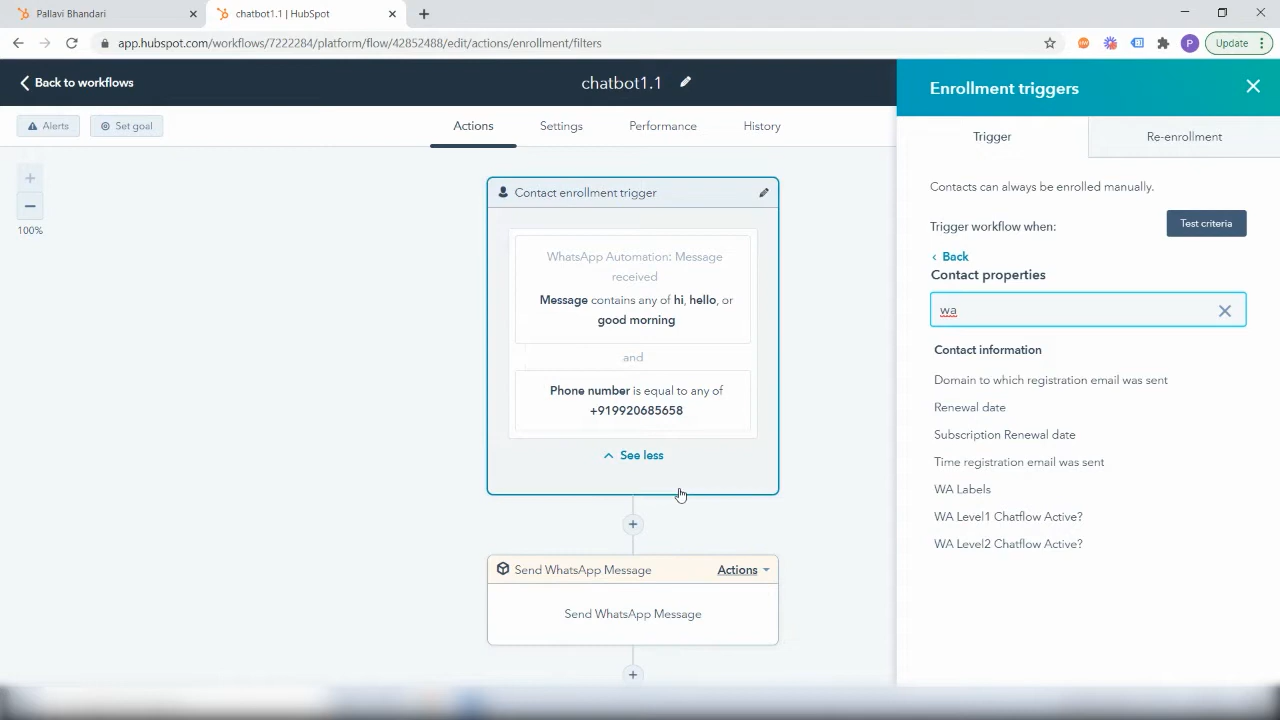 Pallavi Bhandari
chatbot1.1 | HubSpot
app.hubspot.com/workflows/7222284/platform/flow/42852488/edit/actions/enrollment/filters
P
Update
Back to workflows
chatbot1.1
Alerts
Set goal
Actions
Settings
Performance
History
100%
Contact enrollment trigger
WhatsApp Automation: Message
received
Message contains any of hi, hello, or
good morning
and
Phone number is equal to any of
+919920685658
See less
Send WhatsApp Message
Actions
Send WhatsApp Message
Enrollment triggers
Trigger
Re-enrollment
Contacts can always be enrolled manually.
Trigger workflow when:
Test criteria
Back
Contact properties
wa
Contact information
Domain to which registration email was sent
Renewal date
Subscription Renewal date
Time registration email was sent
WA Labels
WA Level1 Chatflow Active?
WA Level2 Chatflow Active?